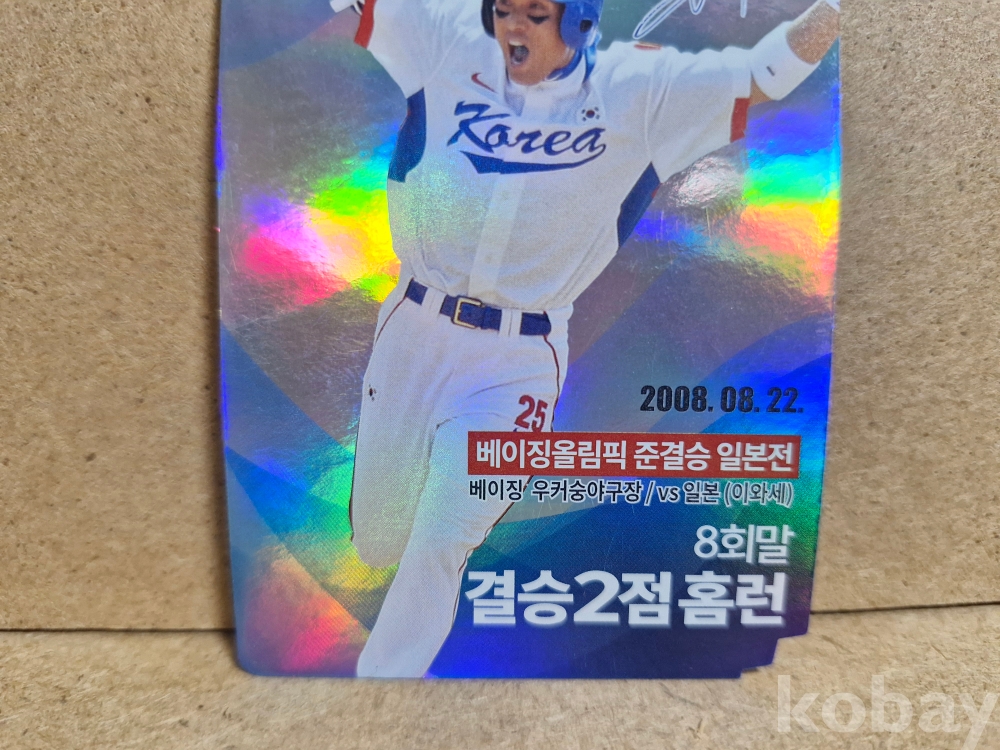 Korea
25
2008. 08. 22.
베이징올림픽 준결승 일본전
베이징 우커숭야구장 / vs 일본 (이와세)
8회말
결승2점 홈런
kobay